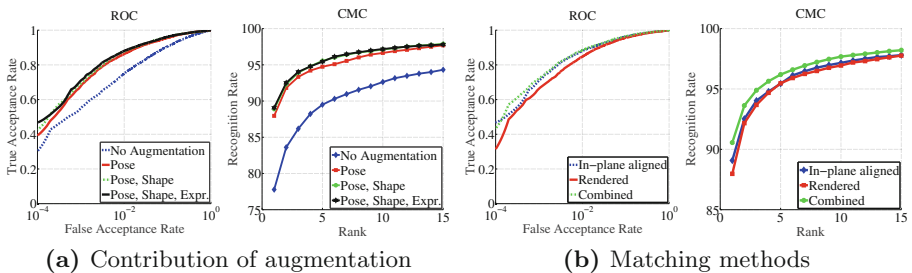 ROC
True Acceptance Rate
1
0.8
0.6
0.4
0.2
0
10⁻⁴
10⁻²
10⁰
False Acceptance Rate
No Augmentation
Pose
Pose, Shape
Pose, Shape, Expr.
CMC
Recognition Rate
100
95
90
85
80
75
0
5
10
15
Rank
No Augmentation
Pose
Pose, Shape
Pose, Shape, Expr.
(a) Contribution of augmentation
ROC
True Acceptance Rate
1
0.8
0.6
0.4
0.2
0
10⁻⁴
10⁻²
10⁰
False Acceptance Rate
In-plane aligned
Rendered
Combined
CMC
Recognition Rate
100
95
90
85
0
5
10
15
Rank
In-plane aligned
Rendered
Combined
(b) Matching methods